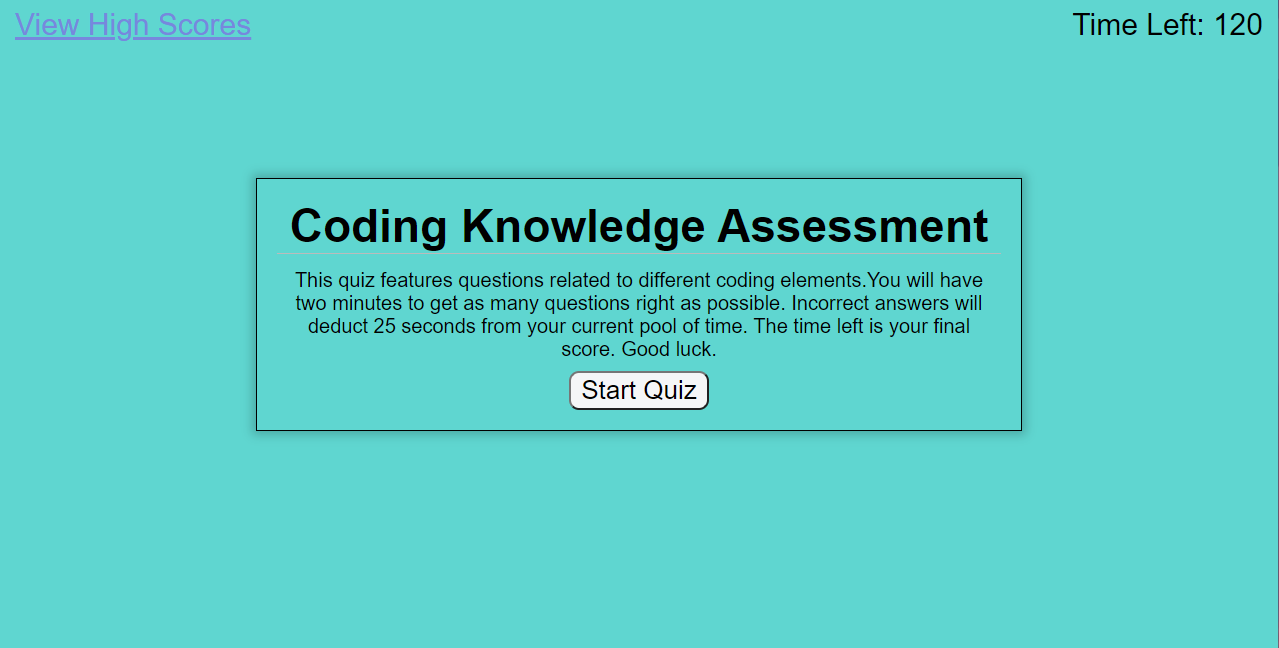 View High Scores
Time Left: 120
Coding Knowledge Assessment
This quiz features questions related to different coding elements.You will have
two minutes to get as many questions right as possible. Incorrect answers will
deduct 25 seconds from your current pool of time. The time left is your final
score. Good luck.
Start Quiz